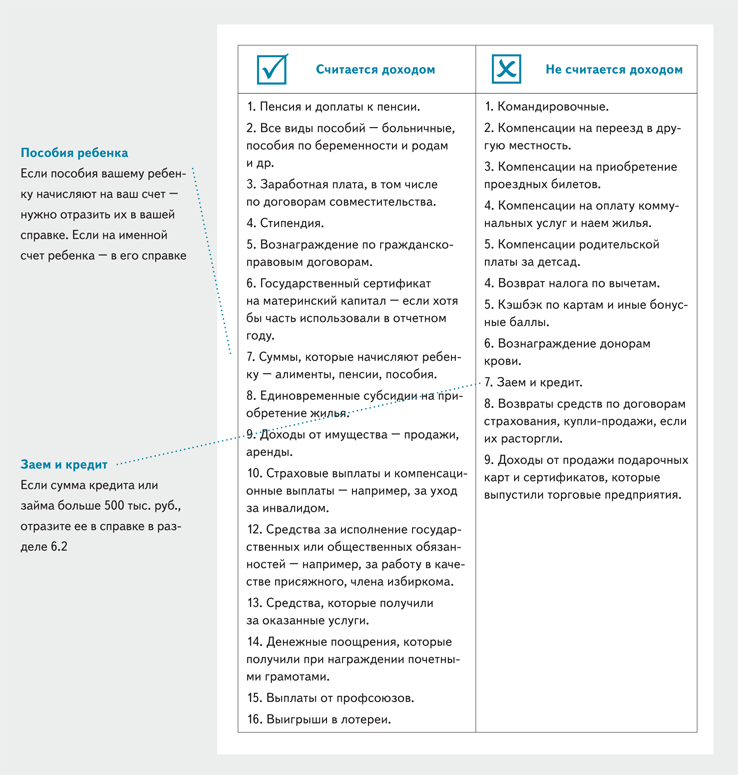 Считается доходом
Не считается доходом
Пособия ребенка
Если пособия вашему ребен-
ку начисляют на ваш счет —
нужно отразить их в вашей
справке. Если на именной
счет ребенка — в его справке
Заем и кредит
Если сумма кредита или
займа больше 500 тыс. руб.,
отразите ее в справке в раз-
деле 6.2
1. Пенсия и доплаты к пенсии.
2. Все виды пособий — больничные,
пособия по беременности и родам
и др.
3. Заработная плата, в том числе
по договорам совместительства.
4. Стипендия.
5. Вознаграждение по гражданско-
правовым договорам.
6. Государственный сертификат
на материнский капитал — если хотя
бы часть использовали в отчетном
году.
7. Суммы, которые начисляют ребен-
ку — алименты, пенсии, пособия.
8. Единовременные субсидии на при-
обретение жилья.
9. Доходы от имущества — продажи,
аренды.
10. Страховые выплаты и компенсаци-
онные выплаты — например, за уход
за инвалидом.
12. Средства за исполнение государ-
ственных или общественных обязан-
ностей — например, за работу в каче-
стве присяжного, члена избиркома.
13. Средства, которые получили
за оказанные услуги.
14. Денежные поощрения, которые
получили при награждении почетны-
ми грамотами.
15. Выплаты от профсоюзов.
16. Выигрыши в лотереи.
1. Командировочные.
2. Компенсации на переезд в дру-
гую местность.
3. Компенсации на приобретение
проездных билетов.
4. Компенсации на оплату комму-
нальных услуг и наем жилья.
5. Компенсации родительской
платы за детсад.
4. Возврат налога по вычетам.
5. Кэшбэк по картам и иные бонус-
ные баллы.
6. Вознаграждение донорам
крови.
7. Заем и кредит.
8. Возвраты средств по договорам
страхования, купли-продажи, если
их расторгли.
9. Доходы от продажи подарочных
карт и сертификатов, которые
выпустили торговые предприятия.